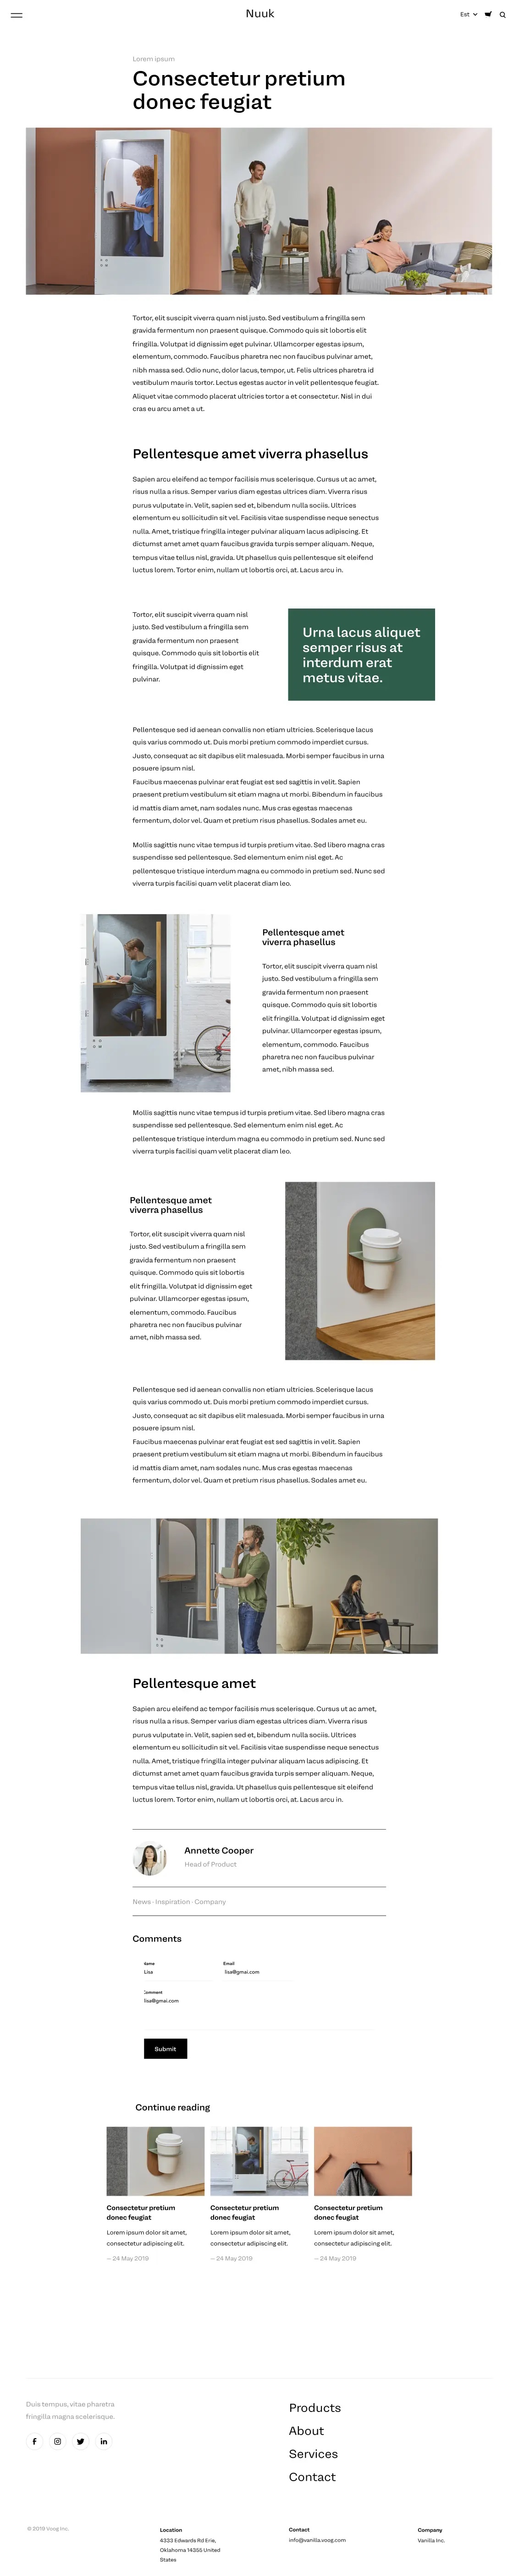 Nuuk
Est
Lorem ipsum
Consectetur pretium
donec feugiat
Tortor, elit suscipit viverra quam nisl justo. Sed vestibulum a fringilla sem
gravida fermentum non praesent quisque. Commodo quis sit lobortis elit
fringilla. Volutpat id dignissim eget pulvinar. Ullamcorper egestas ipsum,
elementum, commodo. Faucibus pharetra nec non faucibus pulvinar amet,
nibh massa sed. Odio nunc, dolor lacus, tempor, ut. Felis ultrices pharetra id
vestibulum mauris tortor. Lectus egestas auctor in velit pellentesque feugiat.
Aliquet vitae commodo placerat ultricies tortor a et consectetur. Nisl in dui
cras eu arcu amet a ut.
Pellentesque amet viverra phasellus
Sapien arcu eleifend ac tempor facilisis mus scelerisque. Cursus ut ac amet,
risus nulla a risus. Semper varius diam egestas ultrices diam. Viverra risus
purus vulputate in. Velit, sapien sed et, bibendum nulla sociis. Ultrices
elementum eu sollicitudin sit vel. Facilisis vitae suspendisse neque senectus
nulla. Amet, tristique fringilla integer pulvinar aliquam lacus adipiscing. Et
dictumst amet amet quam faucibus gravida turpis semper aliquam. Neque,
tempus vitae tellus nisl, gravida. Ut phasellus quis pellentesque sit eleifend
luctus lorem. Tortor enim, nullam ut lobortis orci, at. Lacus arcu in.
Tortor, elit suscipit viverra quam nisl
justo. Sed vestibulum a fringilla sem
gravida fermentum non praesent
quisque. Commodo quis sit lobortis elit
fringilla. Volutpat id dignissim eget
pulvinar.
Urna lacus aliquet
semper risus at
interdum erat
metus vitae.
Pellentesque sed id aenean convallis non etiam ultricies. Scelerisque lacus
quis varius commodo ut. Duis morbi pretium commodo imperdiet cursus.
Justo, consequat ac sit dapibus elit malesuada. Morbi semper faucibus in urna
posuere ipsum nisl.
Faucibus maecenas pulvinar erat feugiat est sed sagittis in velit. Sapien
praesent pretium vestibulum sit etiam magna ut morbi. Bibendum in faucibus
id mattis diam amet, nam sodales nunc. Mus cras egestas maecenas
fermentum, dolor vel. Quam et pretium risus phasellus. Sodales amet eu.
Mollis sagittis nunc vitae tempus id turpis pretium vitae. Sed libero magna cras
suspendisse sed pellentesque. Sed elementum enim nisl eget. Ac
pellentesque tristique interdum magna eu commodo in pretium sed. Nunc sed
viverra turpis facilisi quam velit placerat diam leo.
Pellentesque amet
viverra phasellus
Tortor, elit suscipit viverra quam nisl
justo. Sed vestibulum a fringilla sem
gravida fermentum non praesent
quisque. Commodo quis sit lobortis
elit fringilla. Volutpat id dignissim eget
pulvinar. Ullamcorper egestas ipsum,
elementum, commodo. Faucibus
pharetra nec non faucibus pulvinar
amet, nibh massa sed.
Mollis sagittis nunc vitae tempus id turpis pretium vitae. Sed libero magna cras
suspendisse sed pellentesque. Sed elementum enim nisl eget. Ac
pellentesque tristique interdum magna eu commodo in pretium sed. Nunc sed
viverra turpis facilisi quam velit placerat diam leo.
Pellentesque amet
viverra phasellus
Tortor, elit suscipit viverra quam nisl
justo. Sed vestibulum a fringilla sem
gravida fermentum non praesent
quisque. Commodo quis sit lobortis
elit fringilla. Volutpat id dignissim eget
pulvinar. Ullamcorper egestas ipsum,
elementum, commodo. Faucibus
pharetra nec non faucibus pulvinar
amet, nibh massa sed.
Pellentesque sed id aenean convallis non etiam ultricies. Scelerisque lacus
quis varius commodo ut. Duis morbi pretium commodo imperdiet cursus.
Justo, consequat ac sit dapibus elit malesuada. Morbi semper faucibus in urna
posuere ipsum nisl.
Faucibus maecenas pulvinar erat feugiat est sed sagittis in velit. Sapien
praesent pretium vestibulum sit etiam magna ut morbi. Bibendum in faucibus
id mattis diam amet, nam sodales nunc. Mus cras egestas maecenas
fermentum, dolor vel. Quam et pretium risus phasellus. Sodales amet eu.
Pellentesque amet
Sapien arcu eleifend ac tempor facilisis mus scelerisque. Cursus ut ac amet,
risus nulla a risus. Semper varius diam egestas ultrices diam. Viverra risus
purus vulputate in. Velit, sapien sed et, bibendum nulla sociis. Ultrices
elementum eu sollicitudin sit vel. Facilisis vitae suspendisse neque senectus
nulla. Amet, tristique fringilla integer pulvinar aliquam lacus adipiscing. Et
dictumst amet amet quam faucibus gravida turpis semper aliquam. Neque,
tempus vitae tellus nisl, gravida. Ut phasellus quis pellentesque sit eleifend
luctus lorem. Tortor enim, nullam ut lobortis orci, at. Lacus arcu in.
Annette Cooper
Head of Product
News · Inspiration · Company
Comments
Name
Lisa
Email
lisa@gmai.com
Comment
lisa@gmai.com
Submit
Continue reading
Consectetur pretium
donec feugiat
Lorem ipsum dolor sit amet,
consectetur adipiscing elit.
— 24 May 2019
Consectetur pretium
donec feugiat
Lorem ipsum dolor sit amet,
consectetur adipiscing elit.
— 24 May 2019
Consectetur pretium
donec feugiat
Lorem ipsum dolor sit amet,
consectetur adipiscing elit.
— 24 May 2019
Duis tempus, vitae pharetra
fringilla magna scelerisque.
Products
About
Services
Contact
© 2019 Voog Inc.
Location
4333 Edwards Rd Erie,
Oklahoma 14355 United
States
Contact
info@vanilla.voog.com
Company
Vanilla Inc.